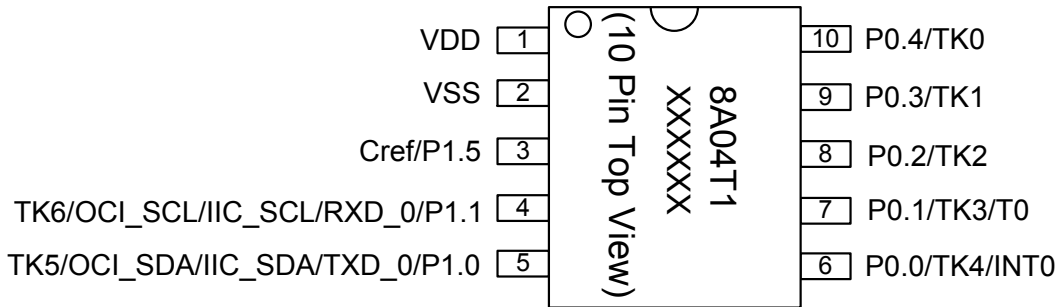 VDD 1
VSS 2
Cref/P1.5 3
TK6/OCI_SCL/IIC_SCL/RXD_0/P1.1 4
TK5/OCI_SDA/IIC_SDA/TXD_0/P1.0 5
(10 Pin Top View)
8A04T1
XXXXXX
10 P0.4/TK0
9 P0.3/TK1
8 P0.2/TK2
7 P0.1/TK3/T0
6 P0.0/TK4/INT0